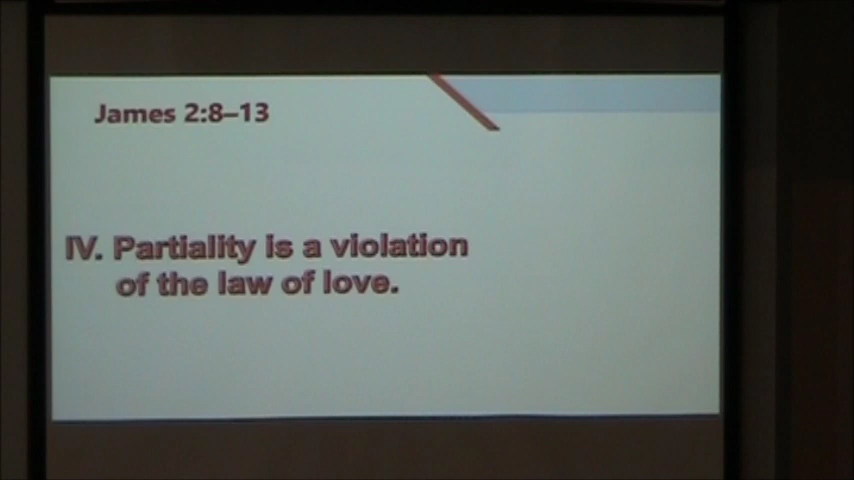 James 2:8–13
IV. Partiality is a violation
of the law of love.